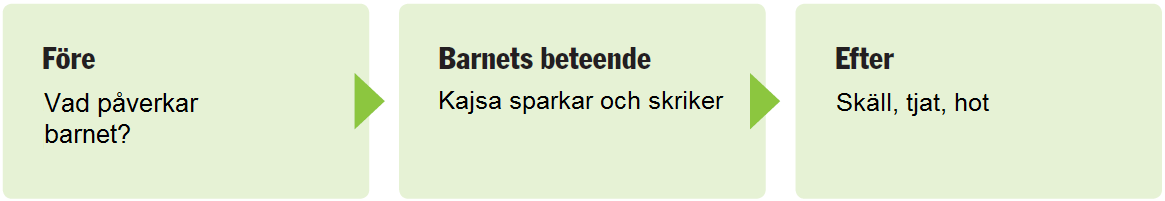 Före
Vad påverkar
barnet?
Barnets beteende
Kajsa sparkar och skriker
Efter
Skäll, tjat, hot